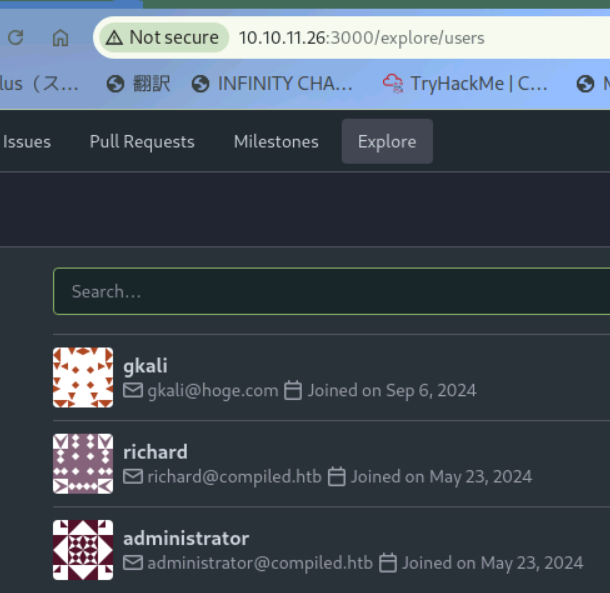 Not secure 10.10.11.26:3000/explore/users
lus（ス... 翻訳 INFINITY CHA... TryHackMe | C... M
Issues Pull Requests Milestones Explore
Search...
gkali
gkali@hoge.com Joined on Sep 6, 2024
richard
richard@compiled.htb Joined on May 23, 2024
administrator
administrator@compiled.htb Joined on May 23, 2024